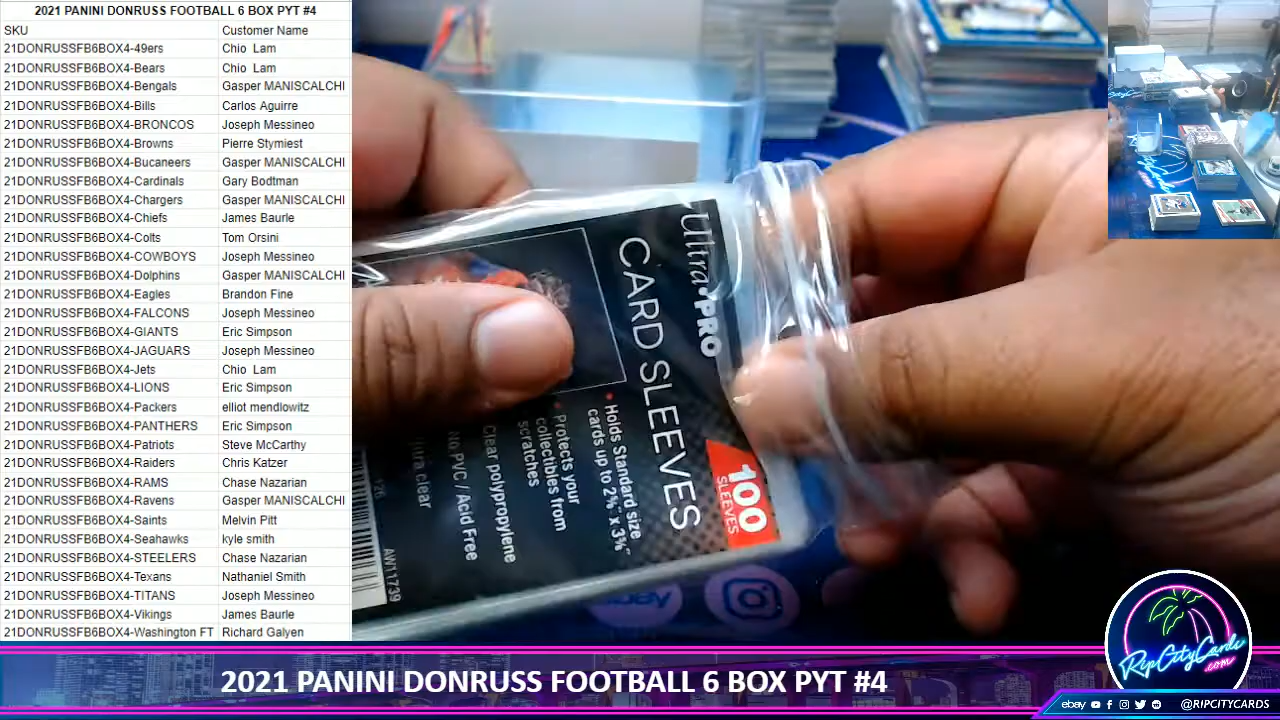 2021 PANINI DONRUSS FOOTBALL 6 BOX PYT #4
SKU Customer Name
21DONRUSSFB6BOX4-49ers Chio Lam
21DONRUSSFB6BOX4-Bears Chio Lam
21DONRUSSFB6BOX4-Bengals Gasper MANISCALCHI
21DONRUSSFB6BOX4-Bills Carlos Aguirre
21DONRUSSFB6BOX4-BRONCOS Joseph Messineo
21DONRUSSFB6BOX4-Browns Pierre Stymiest
21DONRUSSFB6BOX4-Bucaneers Gasper MANISCALCHI
21DONRUSSFB6BOX4-Cardinals Gary Bodtman
21DONRUSSFB6BOX4-Chargers Gasper MANISCALCHI
21DONRUSSFB6BOX4-Chiefs James Baurle
21DONRUSSFB6BOX4-Colts Tom Orsini
21DONRUSSFB6BOX4-COWBOYS Joseph Messineo
21DONRUSSFB6BOX4-Dolphins Gasper MANISCALCHI
21DONRUSSFB6BOX4-Eagles Brandon Fine
21DONRUSSFB6BOX4-FALCONS Joseph Messineo
21DONRUSSFB6BOX4-GIANTS Eric Simpson
21DONRUSSFB6BOX4-JAGUARS Joseph Messineo
21DONRUSSFB6BOX4-Jets Chio Lam
21DONRUSSFB6BOX4-LIONS Eric Simpson
21DONRUSSFB6BOX4-Packers elliot mendlowitz
21DONRUSSFB6BOX4-PANTHERS Eric Simpson
21DONRUSSFB6BOX4-Patriots Steve McCarthy
21DONRUSSFB6BOX4-Raiders Chris Katzer
21DONRUSSFB6BOX4-RAMS Chase Nazarian
21DONRUSSFB6BOX4-Ravens Gasper MANISCALCHI
21DONRUSSFB6BOX4-Saints Melvin Pitt
21DONRUSSFB6BOX4-Seahawks kyle smith
21DONRUSSFB6BOX4-STEELERS Chase Nazarian
21DONRUSSFB6BOX4-Texans Nathaniel Smith
21DONRUSSFB6BOX4-TITANS Joseph Messineo
21DONRUSSFB6BOX4-Vikings James Baurle
21DONRUSSFB6BOX4-Washington FT Richard Galyen
Ultra•PRO
CARD SLEEVES
100
SLEEVES
• Holds Standard size
cards up to 2⅝" x 3⅝"
• Protects your
collectibles from
scratches
Clear polypropylene
No PVC / Acid Free
clear
AW11739
ebay
2021 PANINI DONRUSS FOOTBALL 6 BOX PYT #4
RipCityCards
.com
ebay @RIPCITYCARDS